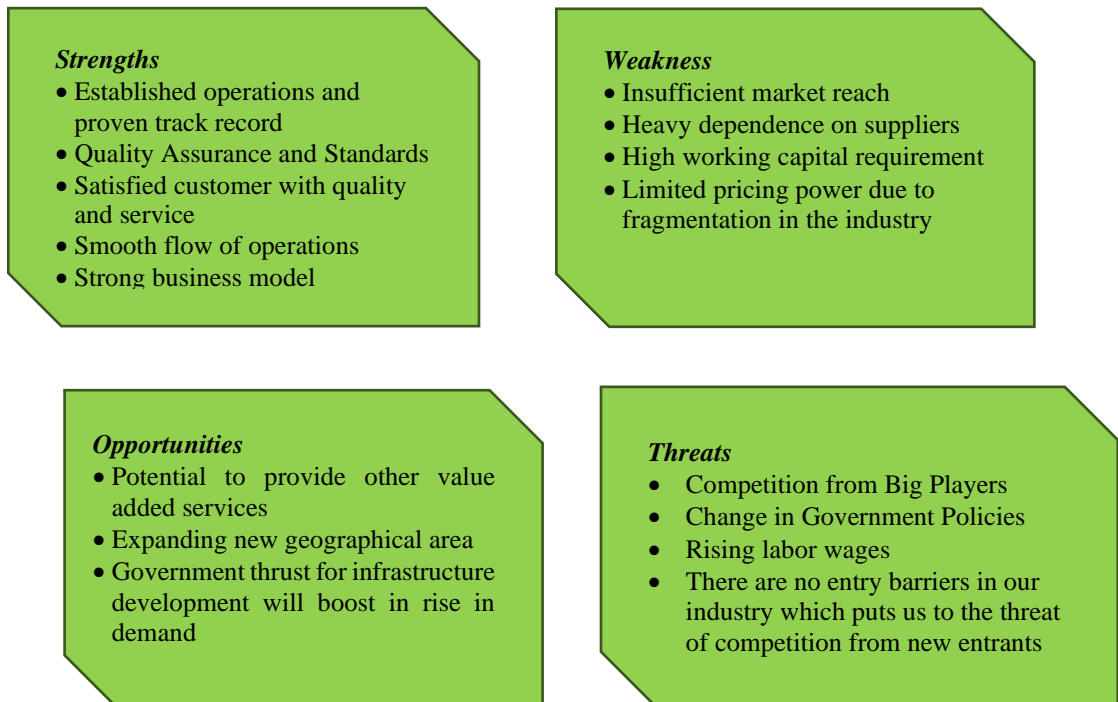 Strengths
• Established operations and
proven track record
• Quality Assurance and Standards
• Satisfied customer with quality
and service
• Smooth flow of operations
• Strong business model
Weakness
• Insufficient market reach
• Heavy dependence on suppliers
• High working capital requirement
• Limited pricing power due to
fragmentation in the industry
Opportunities
• Potential to provide other value
added services
• Expanding new geographical area
• Government thrust for infrastructure
development will boost in rise in
demand
Threats
• Competition from Big Players
• Change in Government Policies
• Rising labor wages
• There are no entry barriers in our
industry which puts us to the threat
of competition from new entrants